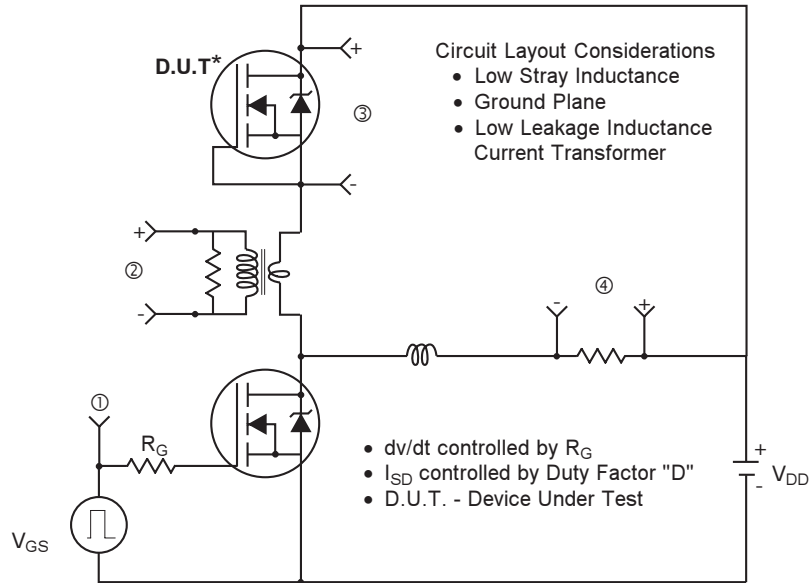 D.U.T*
+
-
③
Circuit Layout Considerations
• Low Stray Inductance
• Ground Plane
• Low Leakage Inductance
Current Transformer
+
②
-
-
④
+
①
R_G
V_GS
• dv/dt controlled by R_G
• I_SD controlled by Duty Factor "D"
• D.U.T. - Device Under Test
+
-
V_DD